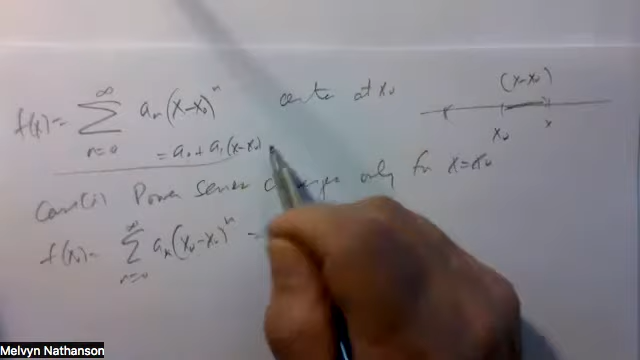 f(x) = ∞ Σ n=0 aₙ(x-x₀)ⁿ center at x₀
= a₀ + a₁(x-x₀)
(x-x₀)
x₀ x
Case (i) Power series only for x = x₀
f(x₀) = ∞ Σ n=0 aₙ(x₀-x₀)ⁿ =
Melvyn Nathanson